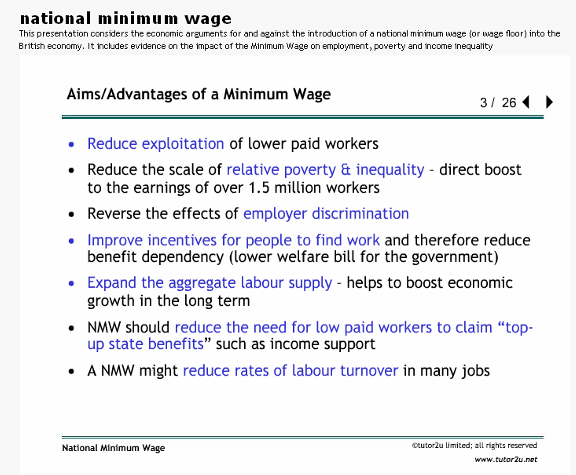 national minimum wage
This presentation considers the economic arguments for and against the introduction of a national minimum wage (or wage floor) into the
British economy. It includes evidence on the impact of the Minimum Wage on employment, poverty and income inequality
Aims/Advantages of a Minimum Wage
3 / 26
• Reduce exploitation of lower paid workers
• Reduce the scale of relative poverty & inequality - direct boost
to the earnings of over 1.5 million workers
• Reverse the effects of employer discrimination
• Improve incentives for people to find work and therefore reduce
benefit dependency (lower welfare bill for the government)
• Expand the aggregate labour supply - helps to boost economic
growth in the long term
• NMW should reduce the need for low paid workers to claim “top-
up state benefits” such as income support
• A NMW might reduce rates of labour turnover in many jobs
National Minimum Wage
©tutor2u limited; all rights reserved
www.tutor2u.net